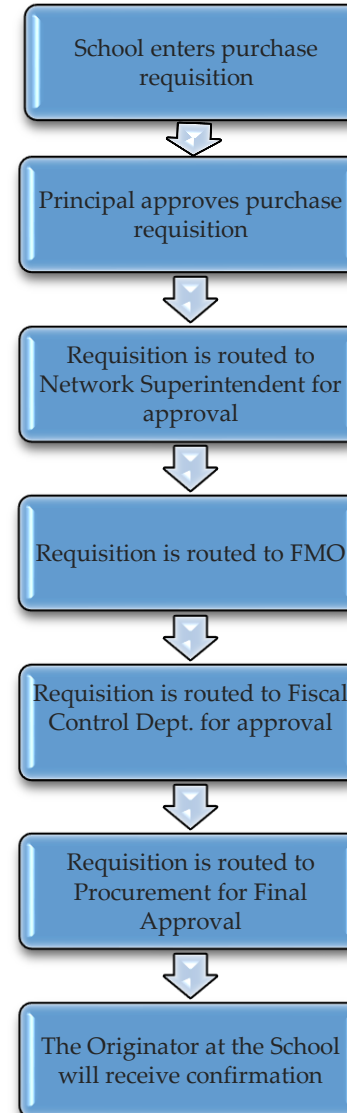 School enters purchase
requisition
Principal approves purchase
requisition
Requisition is routed to
Network Superintendent for
approval
Requisition is routed to FMO
Requisition is routed to Fiscal
Control Dept. for approval
Requisition is routed to
Procurement for Final
Approval
The Originator at the School
will receive confirmation